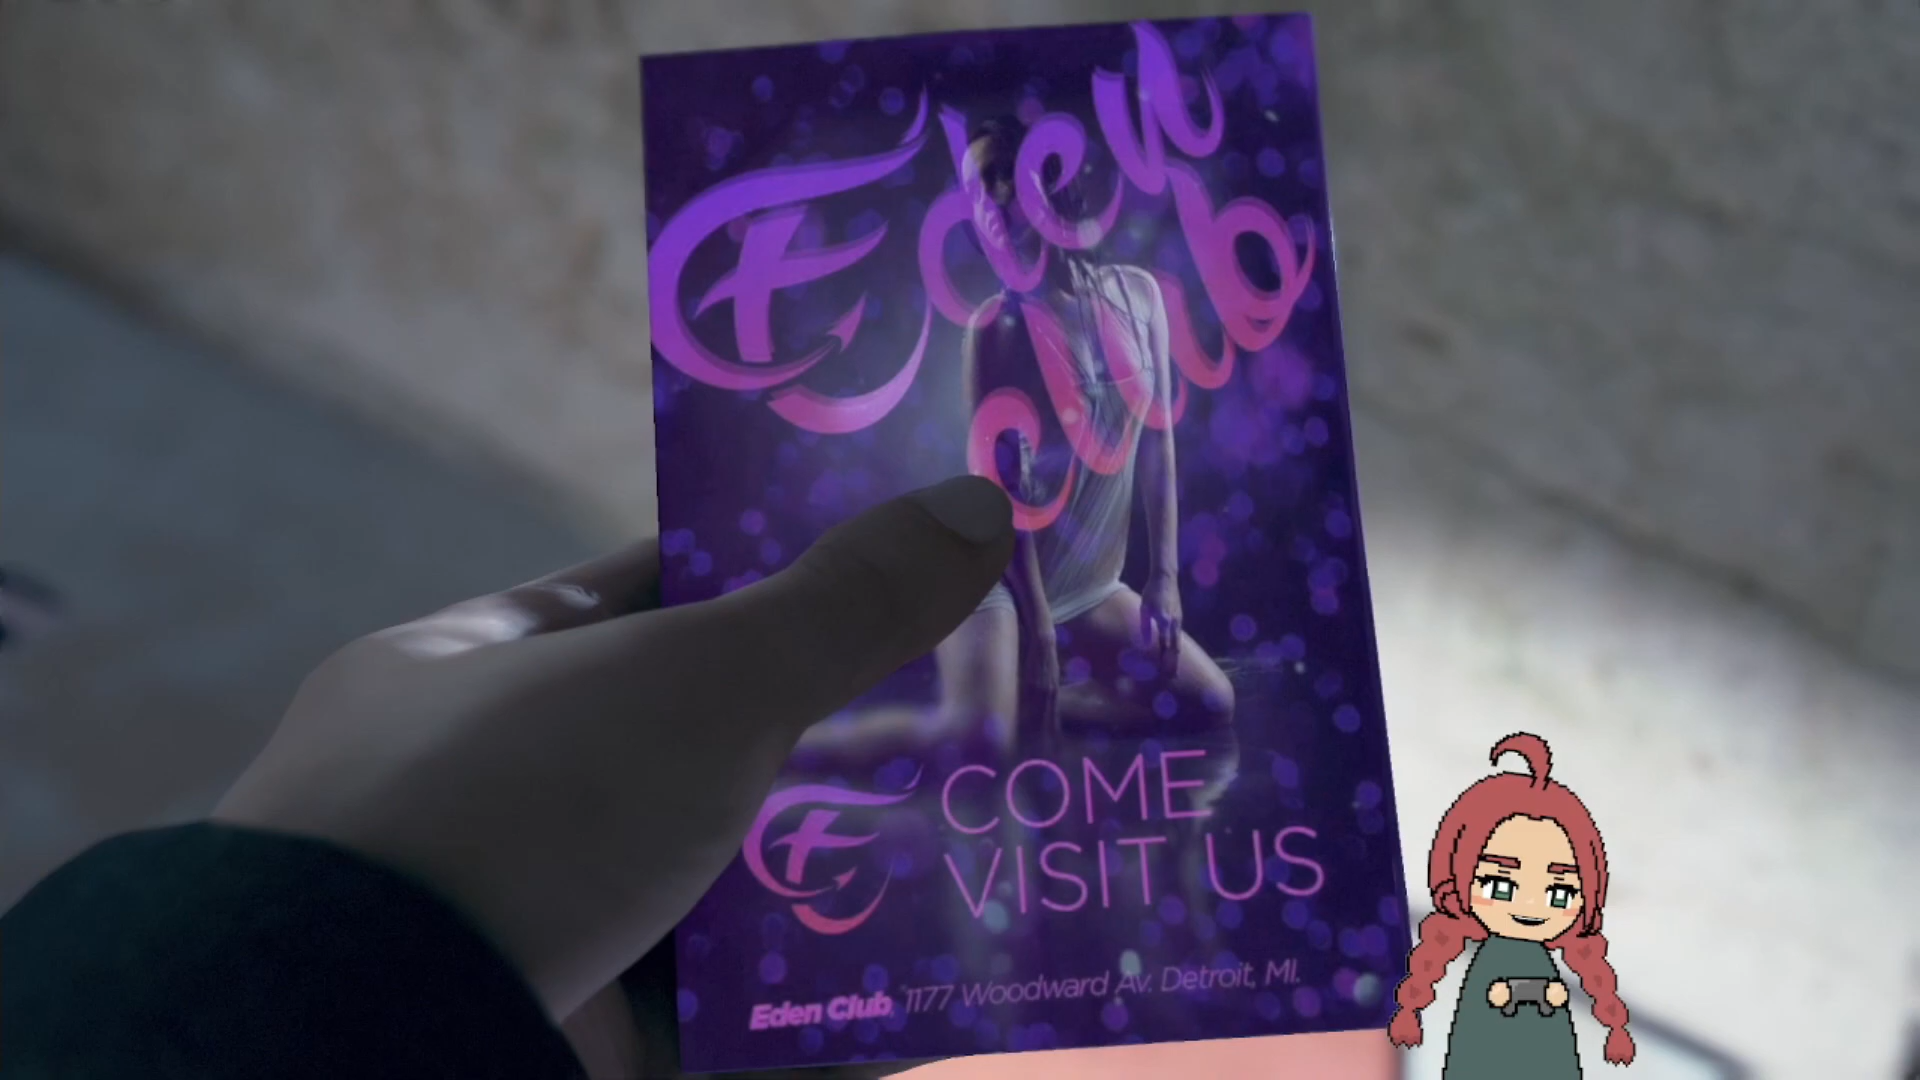 Eden
club
COME
VISIT US
Eden Club, 1177 Woodward Av. Detroit, MI.